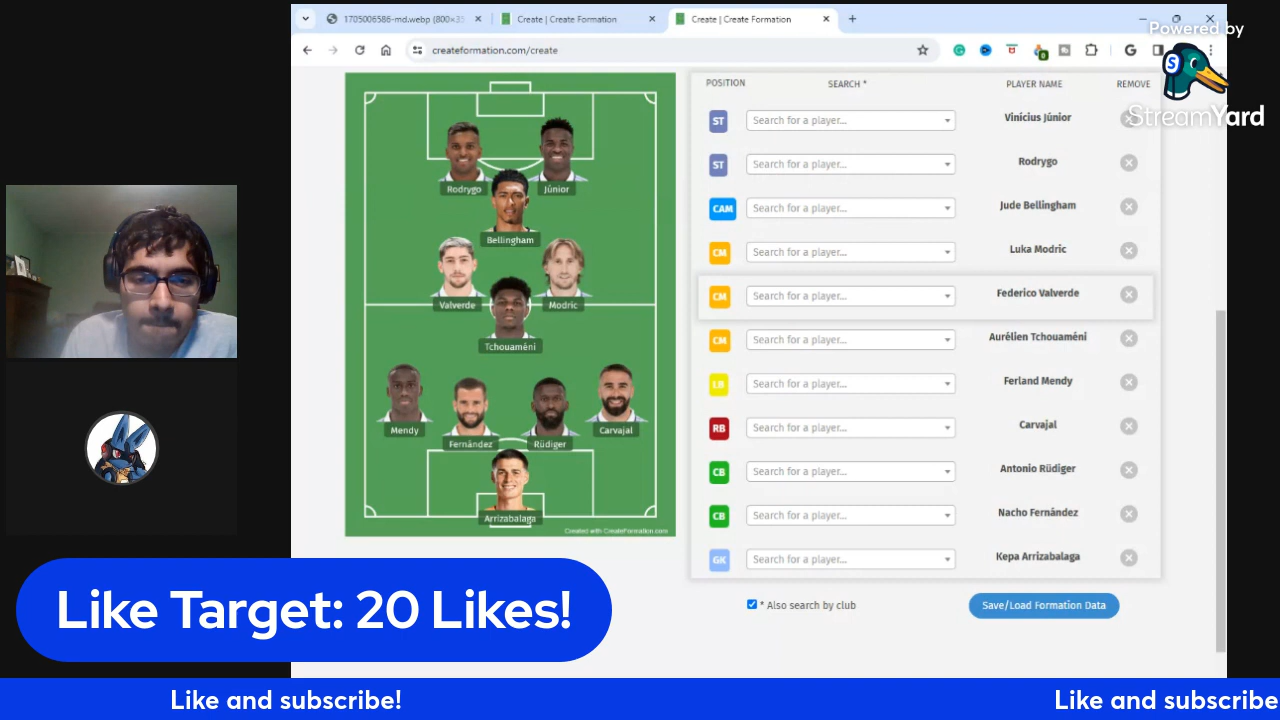 1705006586-md.webp (800×35
Create | Create Formation
Create | Create Formation
createformation.com/create
Powered by
StreamYard
POSITION
SEARCH *
PLAYER NAME
REMOVE
ST
Search for a player...
Vinícius Júnior
ST
Search for a player...
Rodrygo
CAM
Search for a player...
Jude Bellingham
CM
Search for a player...
Luka Modric
CM
Search for a player...
Federico Valverde
CM
Search for a player...
Aurélien Tchouaméni
LB
Search for a player...
Ferland Mendy
RB
Search for a player...
Carvajal
CB
Search for a player...
Antonio Rüdiger
CB
Search for a player...
Nacho Fernández
GK
Search for a player...
Kepa Arrizabalaga
* Also search by club
Save/Load Formation Data
Rodrygo
Júnior
Bellingham
Valverde
Modric
Tchouaméni
Mendy
Fernández
Rüdiger
Carvajal
Arrizabalaga
Created with CreateFormation.com
Like Target: 20 Likes!
Like and subscribe!
Like and subscribe